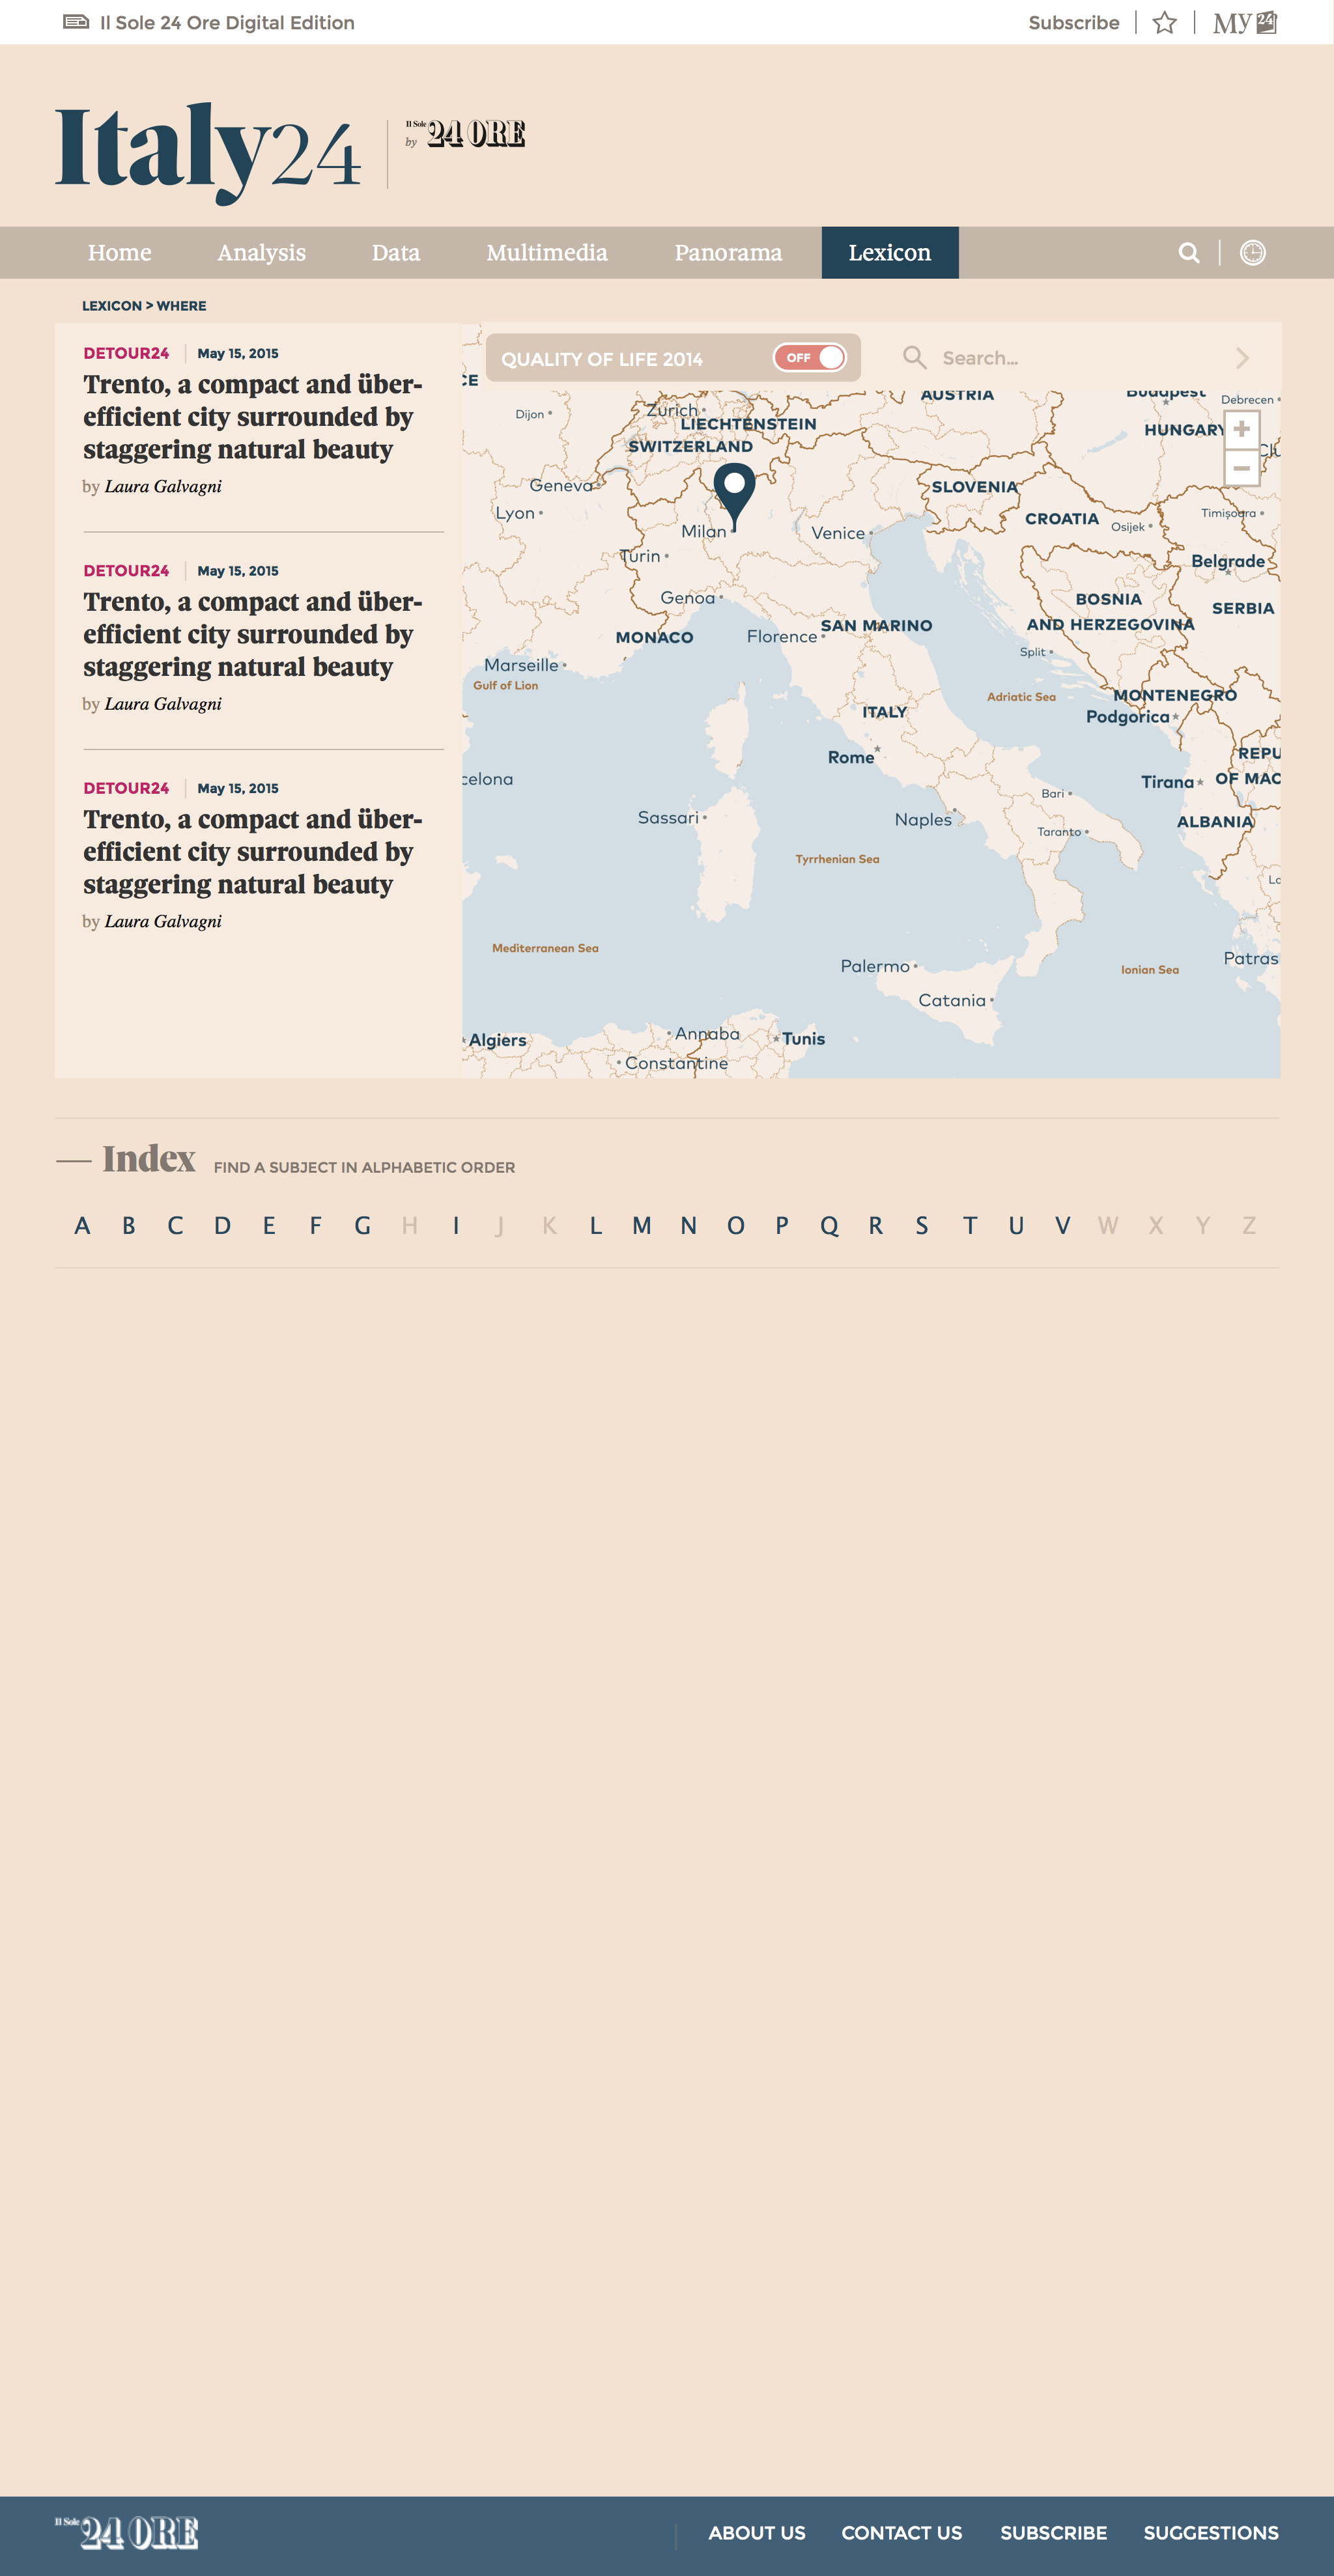 Il Sole 24 Ore Digital Edition
Subscribe
My 24
Italy24
by Il Sole 24 ORE
Home Analysis Data Multimedia Panorama Lexicon
LEXICON > WHERE
DETOUR24 May 15, 2015
Trento, a compact and über-
efficient city surrounded by
staggering natural beauty
by Laura Galvagni
DETOUR24 May 15, 2015
Trento, a compact and über-
efficient city surrounded by
staggering natural beauty
by Laura Galvagni
DETOUR24 May 15, 2015
Trento, a compact and über-
efficient city surrounded by
staggering natural beauty
by Laura Galvagni
QUALITY OF LIFE 2014 OFF
Search...
CE
AUSTRIA
Budapest
Debrecen
Dijon
Zurich
LIECHTENSTEIN
HUNGARY
SWITZERLAND
Clu
Geneva
SLOVENIA
Lyon
CROATIA
Osijek
Timișoara
Milan
Venice
Turin
Belgrade
Genoa
BOSNIA
AND HERZEGOVINA
SERBIA
MONACO
Florence
SAN MARINO
Split
Marseille
Gulf of Lion
Adriatic Sea
MONTENEGRO
ITALY
Podgorica
Rome
REPU
OF MAC
celona
Tirana
Bari
Sassari
Naples
Taranto
ALBANIA
Tyrrhenian Sea
La
Mediterranean Sea
Palermo
Ionian Sea
Patras
Catania
Algiers
Annaba
Tunis
Constantine
Index FIND A SUBJECT IN ALPHABETIC ORDER
A B C D E F G H I J K L M N O P Q R S T U V W X Y Z
Il Sole 24 ORE
ABOUT US CONTACT US SUBSCRIBE SUGGESTIONS